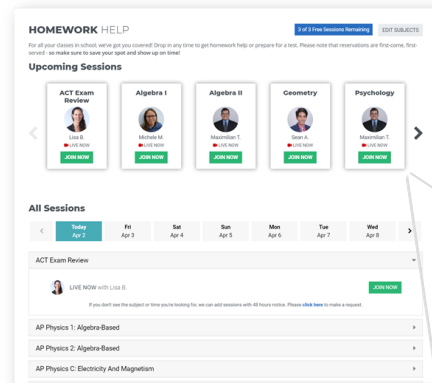 HOMEWORK HELP
3 of 3 Free Sessions Remaining
EDIT SUBJECTS
For all your classes in school, we've got you covered! Drop in any time to get homework help or prepare for a test. Please note that reservations are first-come, first-
served - so make sure to save your spot and show up on time!
Upcoming Sessions
ACT Exam
Review
Lisa B.
LIVE NOW
JOIN NOW
Algebra I
Michele M.
LIVE NOW
JOIN NOW
Algebra II
Maximilian T.
LIVE NOW
JOIN NOW
Geometry
Sean A.
LIVE NOW
JOIN NOW
Psychology
Maximilian T.
LIVE NOW
JOIN NOW
All Sessions
Today
Apr 2
Fri
Apr 3
Sat
Apr 4
Sun
Apr 5
Mon
Apr 6
Tue
Apr 7
Wed
Apr 8
ACT Exam Review
LIVE NOW with Lisa B.
JOIN NOW
If you don't see the subject or time you're looking for, we can add sessions with 48 hours notice. Please click here to make a request.
AP Physics 1: Algebra-Based
AP Physics 2: Algebra-Based
AP Physics C: Electricity And Magnetism